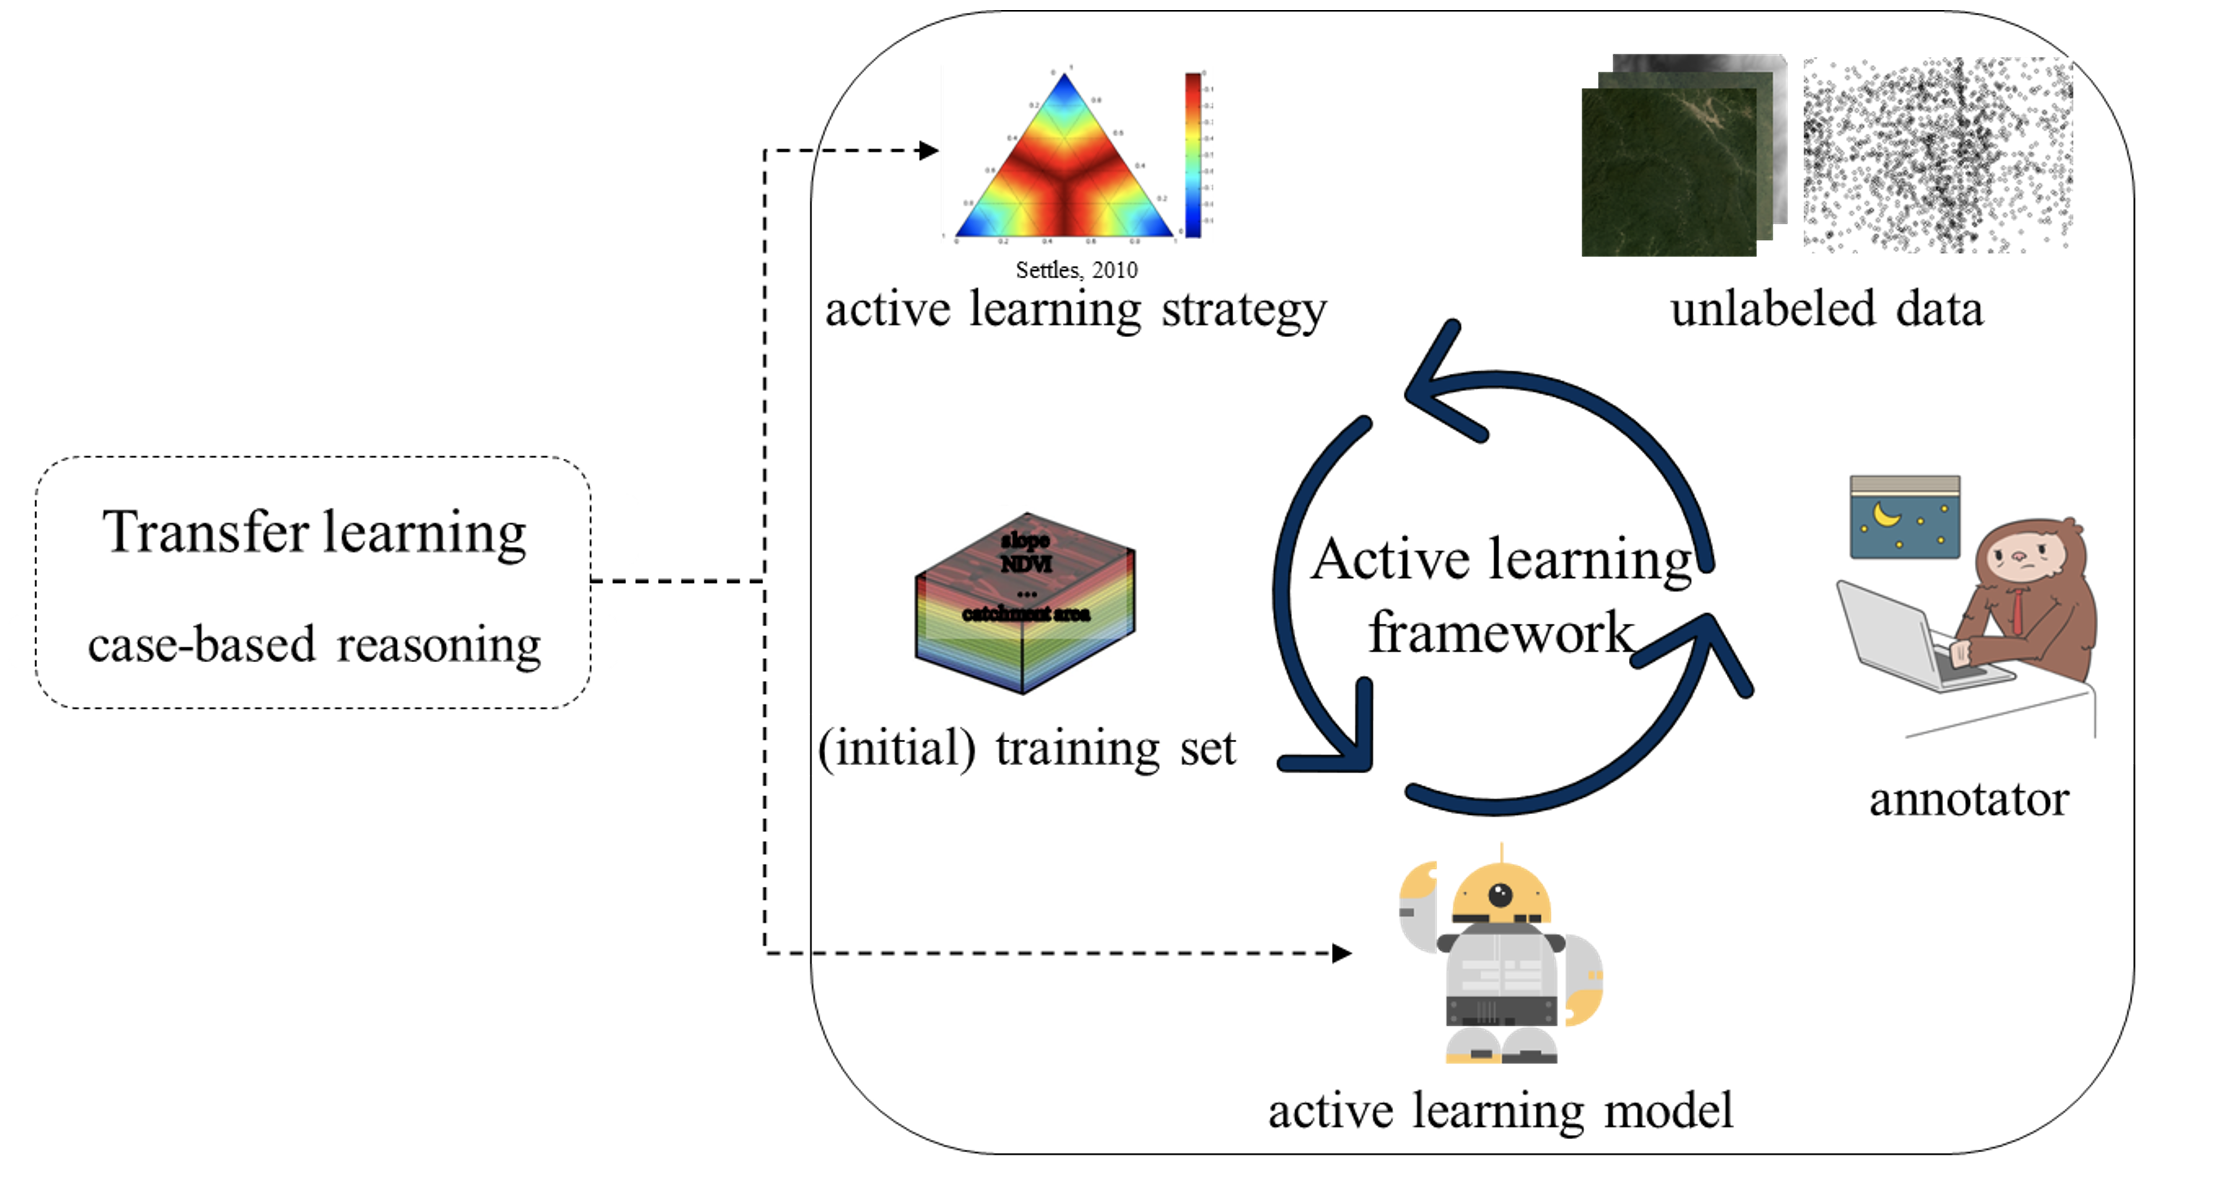 Settles, 2010
active learning strategy
unlabeled data
Transfer learning
case-based reasoning
slope
NDVI
...
catchment area
(initial) training set
Active learning
framework
annotator
active learning model